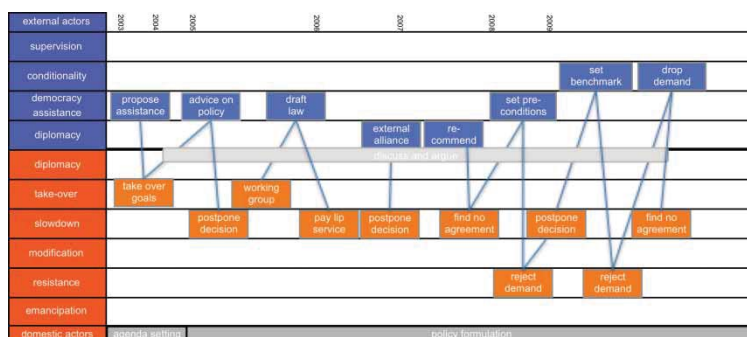 external actors
2003
2004
2005
2006
2007
2008
2009
supervision
conditionality
set
benchmark
drop
demand
democracy
assistance
propose
assistance
advice on
policy
draft
law
set pre-
conditions
diplomacy
external
alliance
re-
commend
discuss and argue
diplomacy
take-over
take over
goals
working
group
slowdown
postpone
decision
pay lip
service
postpone
decision
find no
agreement
postpone
decision
find no
agreement
modification
resistance
reject
demand
reject
demand
emancipation
domestic actors
agenda setting
policy formulation